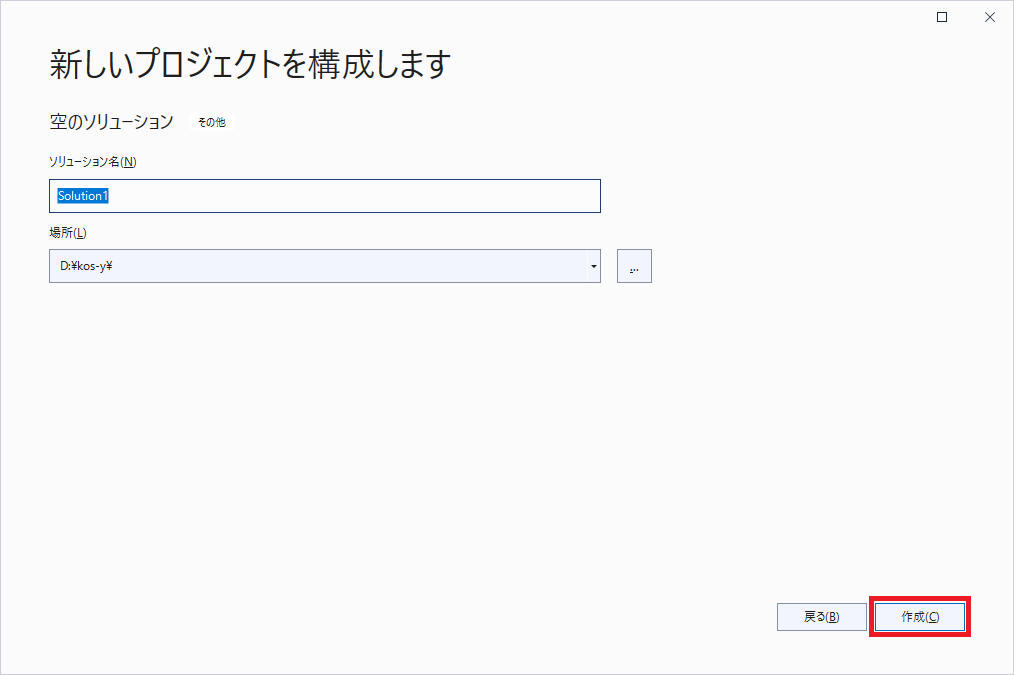 新しいプロジェクトを構成します
空のソリューション その他
ソリューション名(N)
Solution1
場所(L)
D:¥kos-y¥
...
戻る(B) 作成(C)